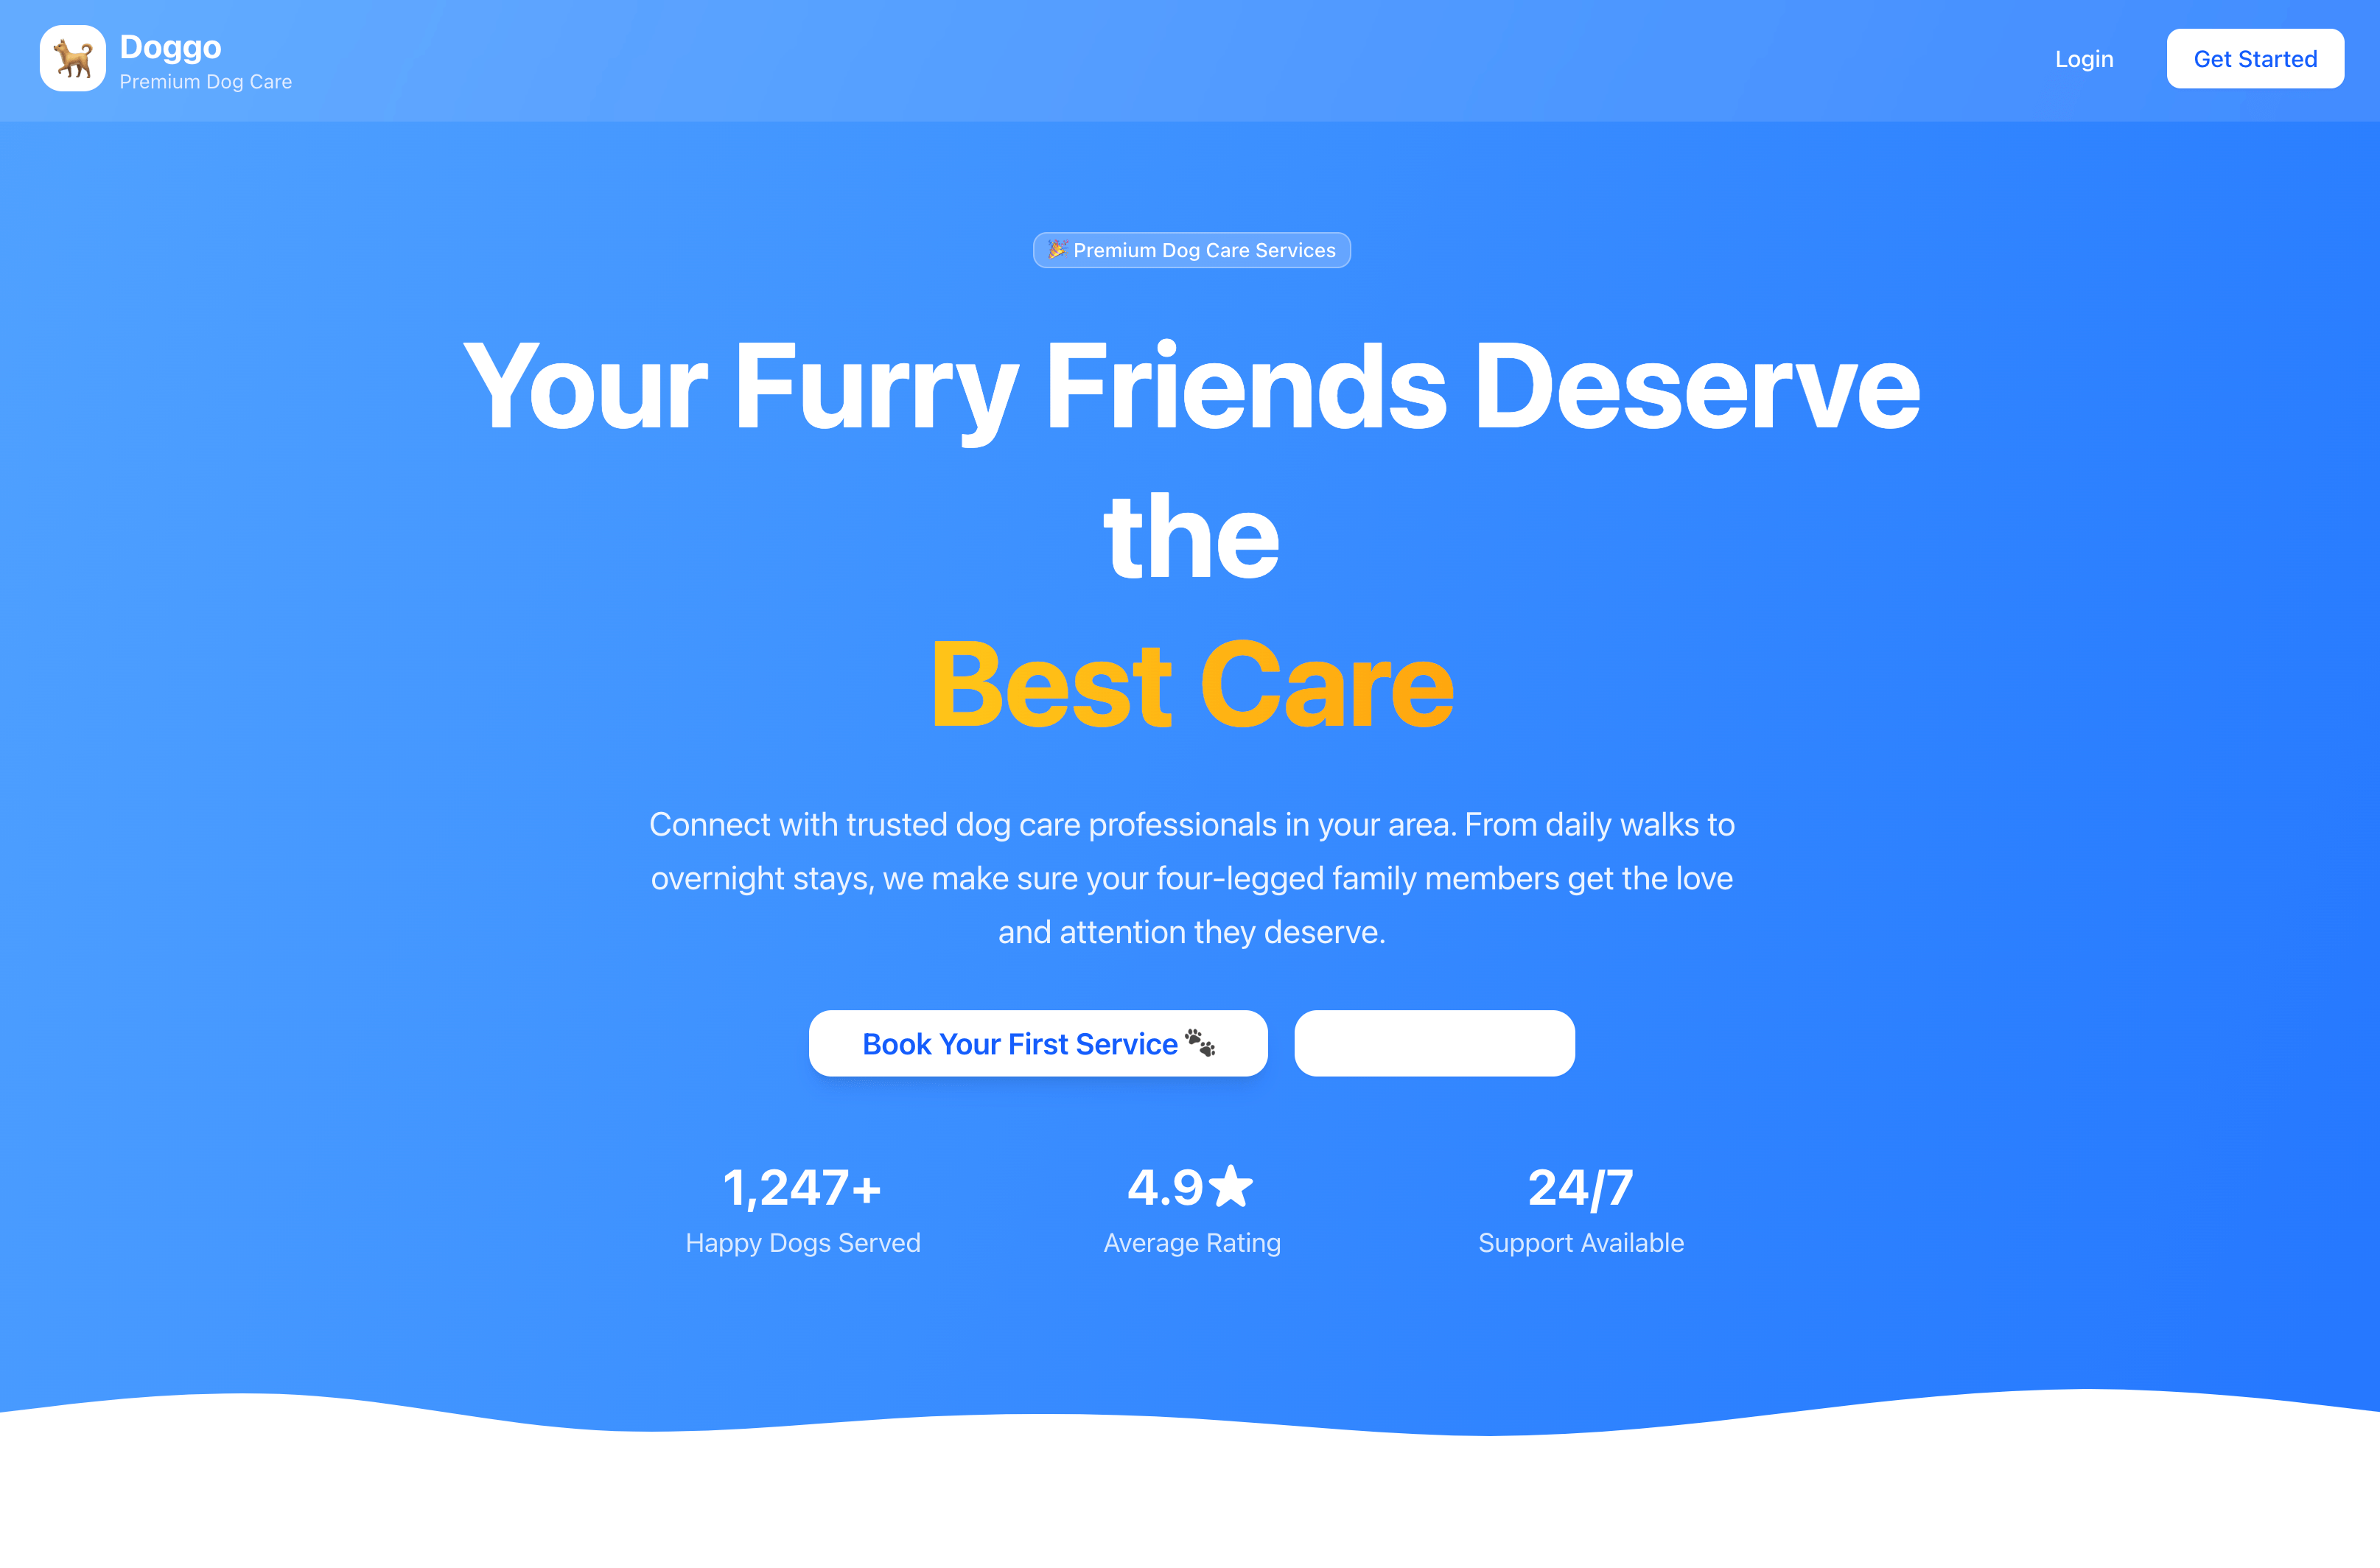 Doggo
Premium Dog Care
Login
Get Started
🎉 Premium Dog Care Services
Your Furry Friends Deserve
the
Best Care
Connect with trusted dog care professionals in your area. From daily walks to
overnight stays, we make sure your four-legged family members get the love
and attention they deserve.
Book Your First Service 🐾
1,247+
4.9★
24/7
Happy Dogs Served
Average Rating
Support Available